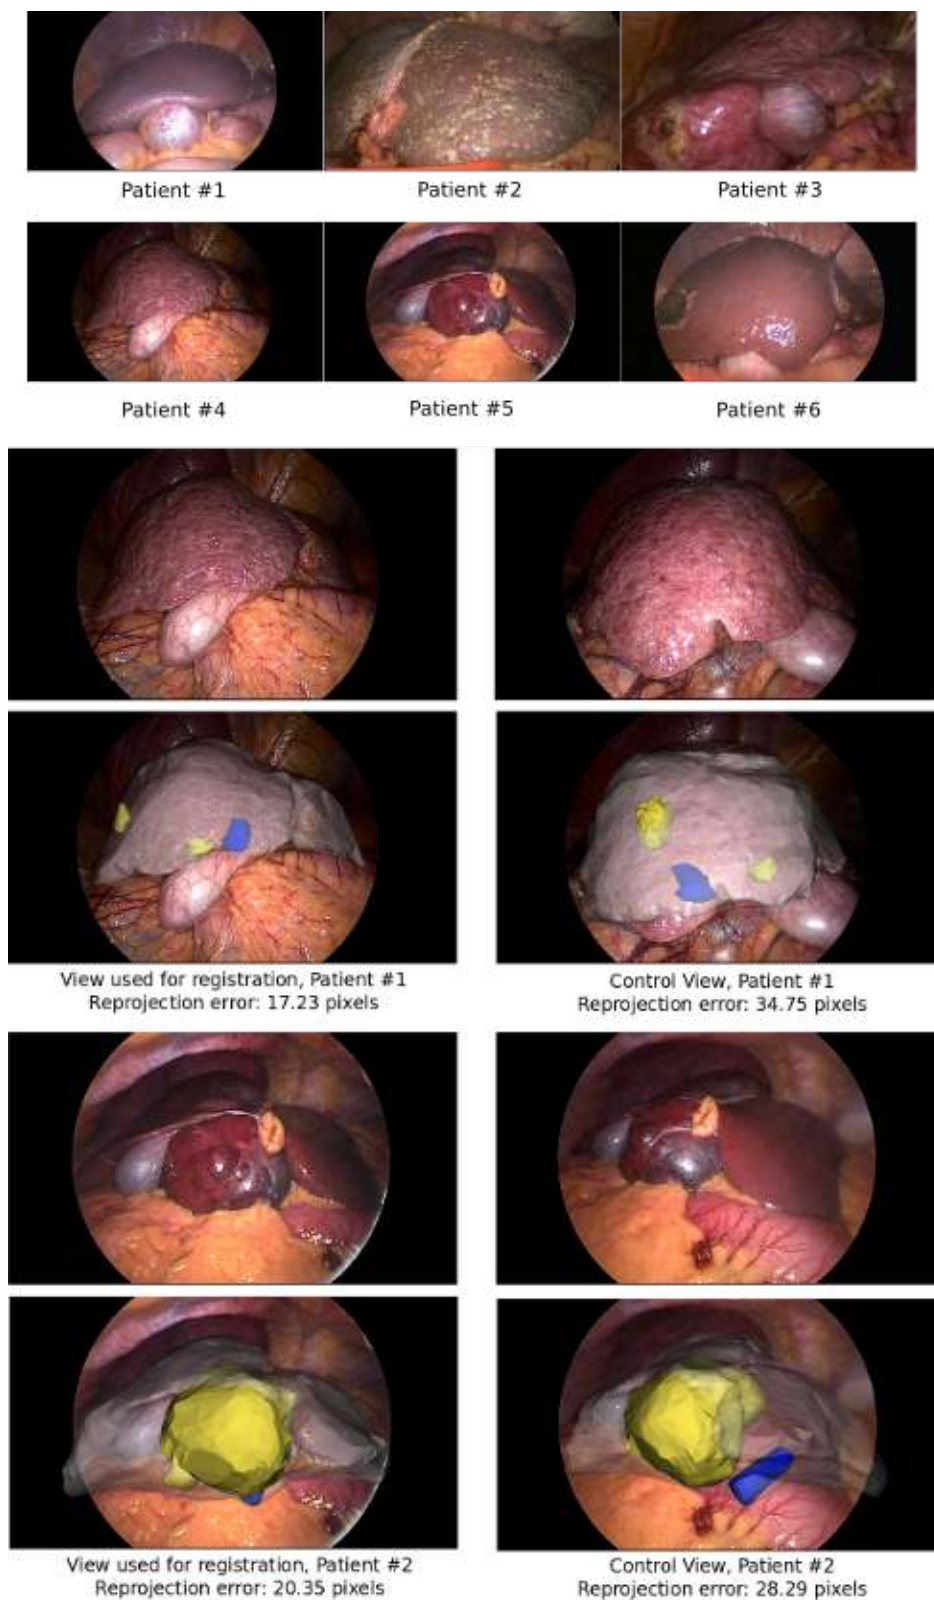 Patient #1
Patient #2
Patient #3
Patient #4
Patient #5
Patient #6
View used for registration, Patient #1
Reprojection error: 17.23 pixels
Control View, Patient #1
Reprojection error: 34.75 pixels
View used for registration, Patient #2
Reprojection error: 20.35 pixels
Control View, Patient #2
Reprojection error: 28.29 pixels